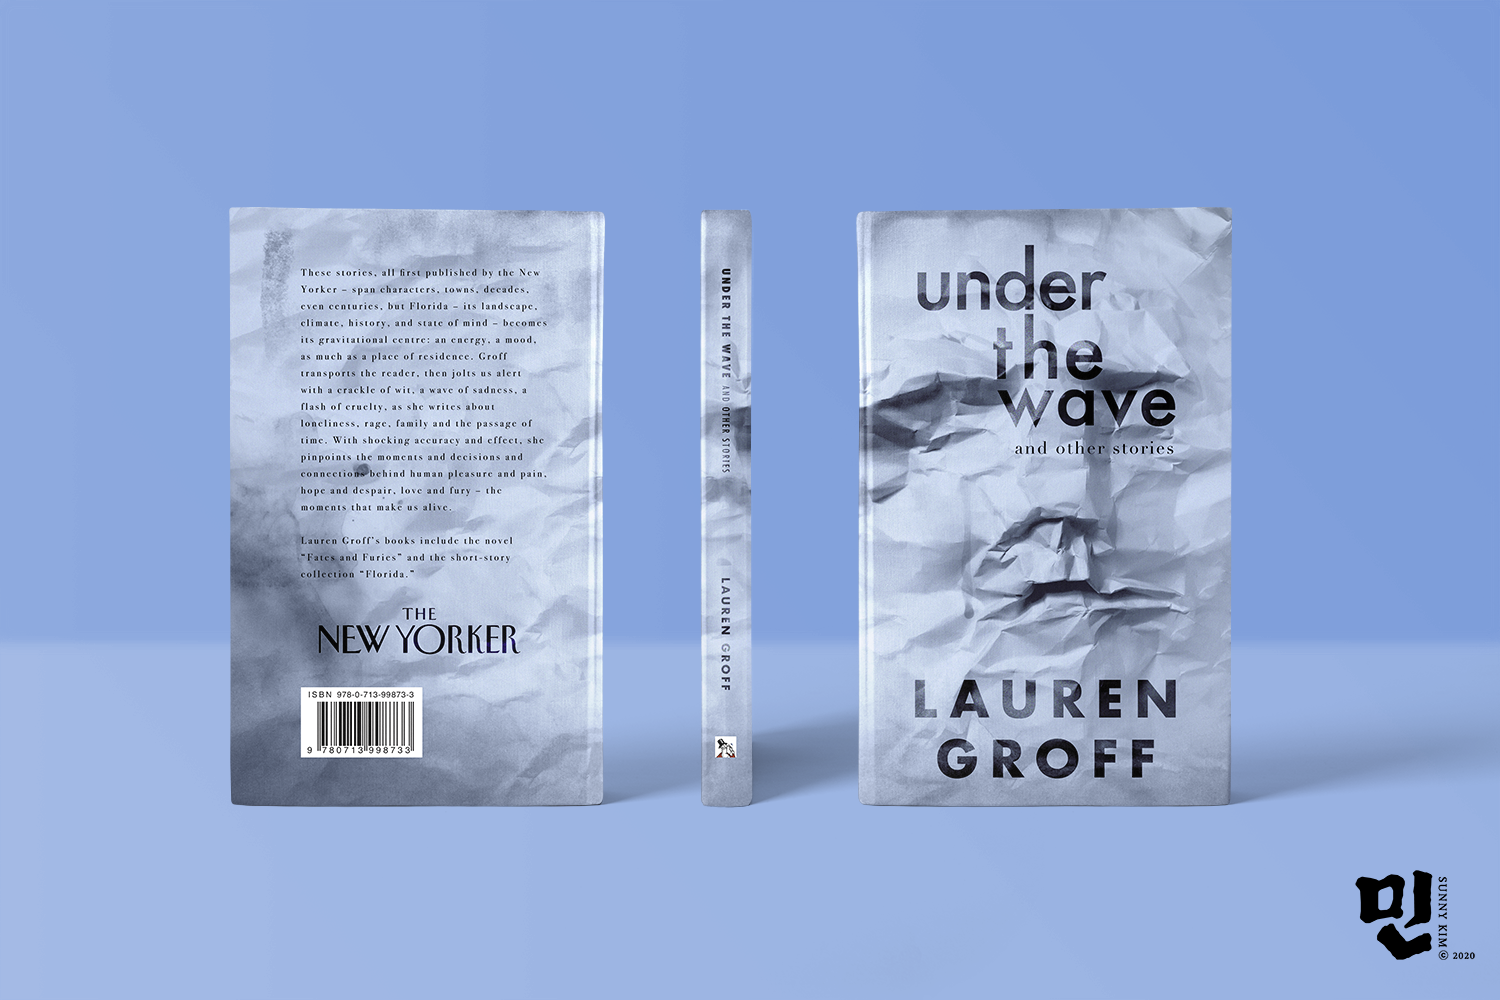 These stories, all first published by the New
Yorker – span characters, towns, decades,
even centuries, but Florida – its landscape,
climate, history, and state of mind – becomes
its gravitational centre: an energy, a mood,
as much as a place of residence. Groff
transports the reader, then jolts us alert
with a crackle of wit, a wave of sadness, a
flash of cruelty, as she writes about
loneliness, rage, family and the passage of
time. With shocking accuracy and effect, she
pinpoints the moments and decisions and
connections behind human pleasure and pain,
hope and despair, love and fury – the
moments that make us alive.
Lauren Groff's books include the novel
"Fates and Furies" and the short-story
collection "Florida."
THE
NEW YORKER
ISBN 978-0-713-99873-3
9 780713 998733
UNDER THE WAVE AND OTHER STORIES
LAUREN GROFF
under
the
wave
and other stories
LAUREN
GROFF
민
SUNNY KIM © 2020